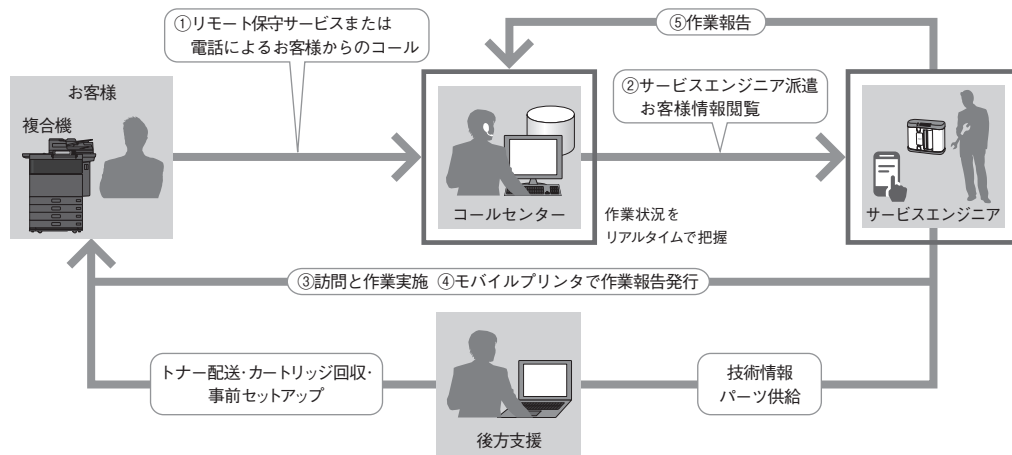 ①リモート保守サービスまたは
電話によるお客様からのコール
⑤作業報告
お客様
複合機
②サービスエンジニア派遣
お客様情報閲覧
コールセンター
作業状況を
リアルタイムで把握
サービスエンジニア
③訪問と作業実施 ④モバイルプリンタで作業報告発行
トナー配送・カートリッジ回収・
事前セットアップ
技術情報
パーツ供給
後方支援